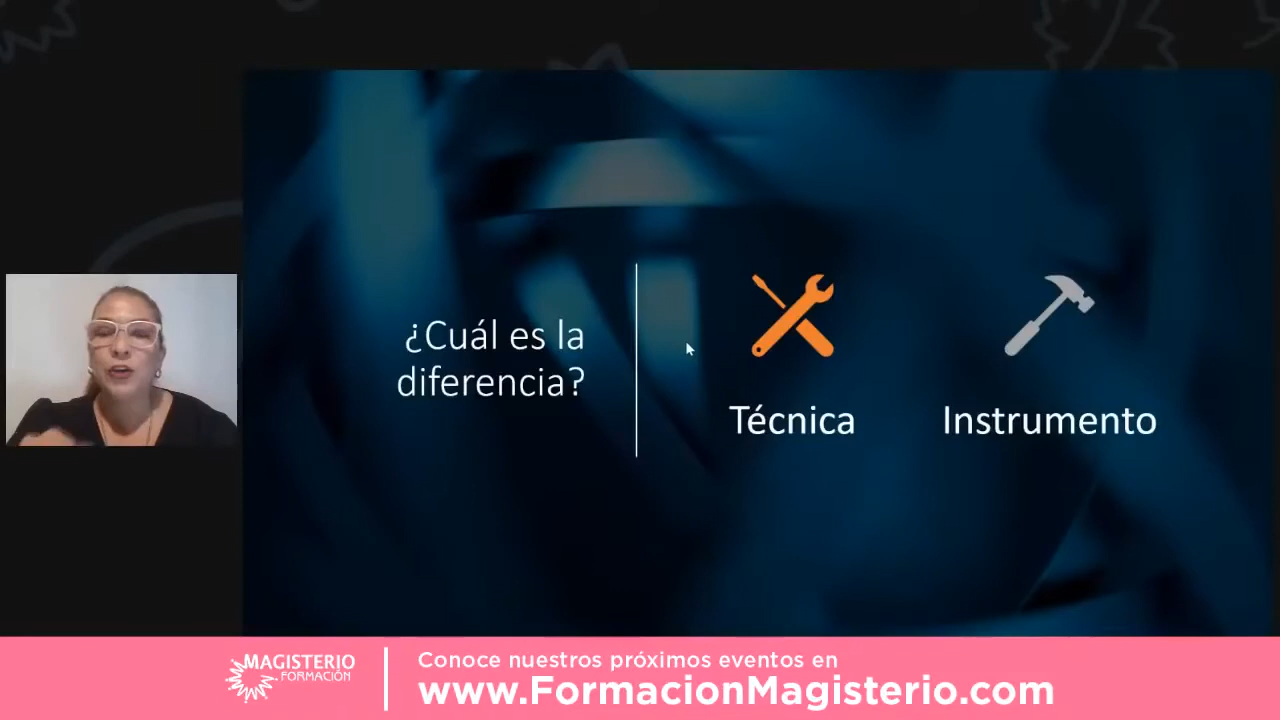 ¿Cuál es la
diferencia?
Técnica
Instrumento
MAGISTERIO
FORMACIÓN
Conoce nuestros próximos eventos en
www.FormacionMagisterio.com